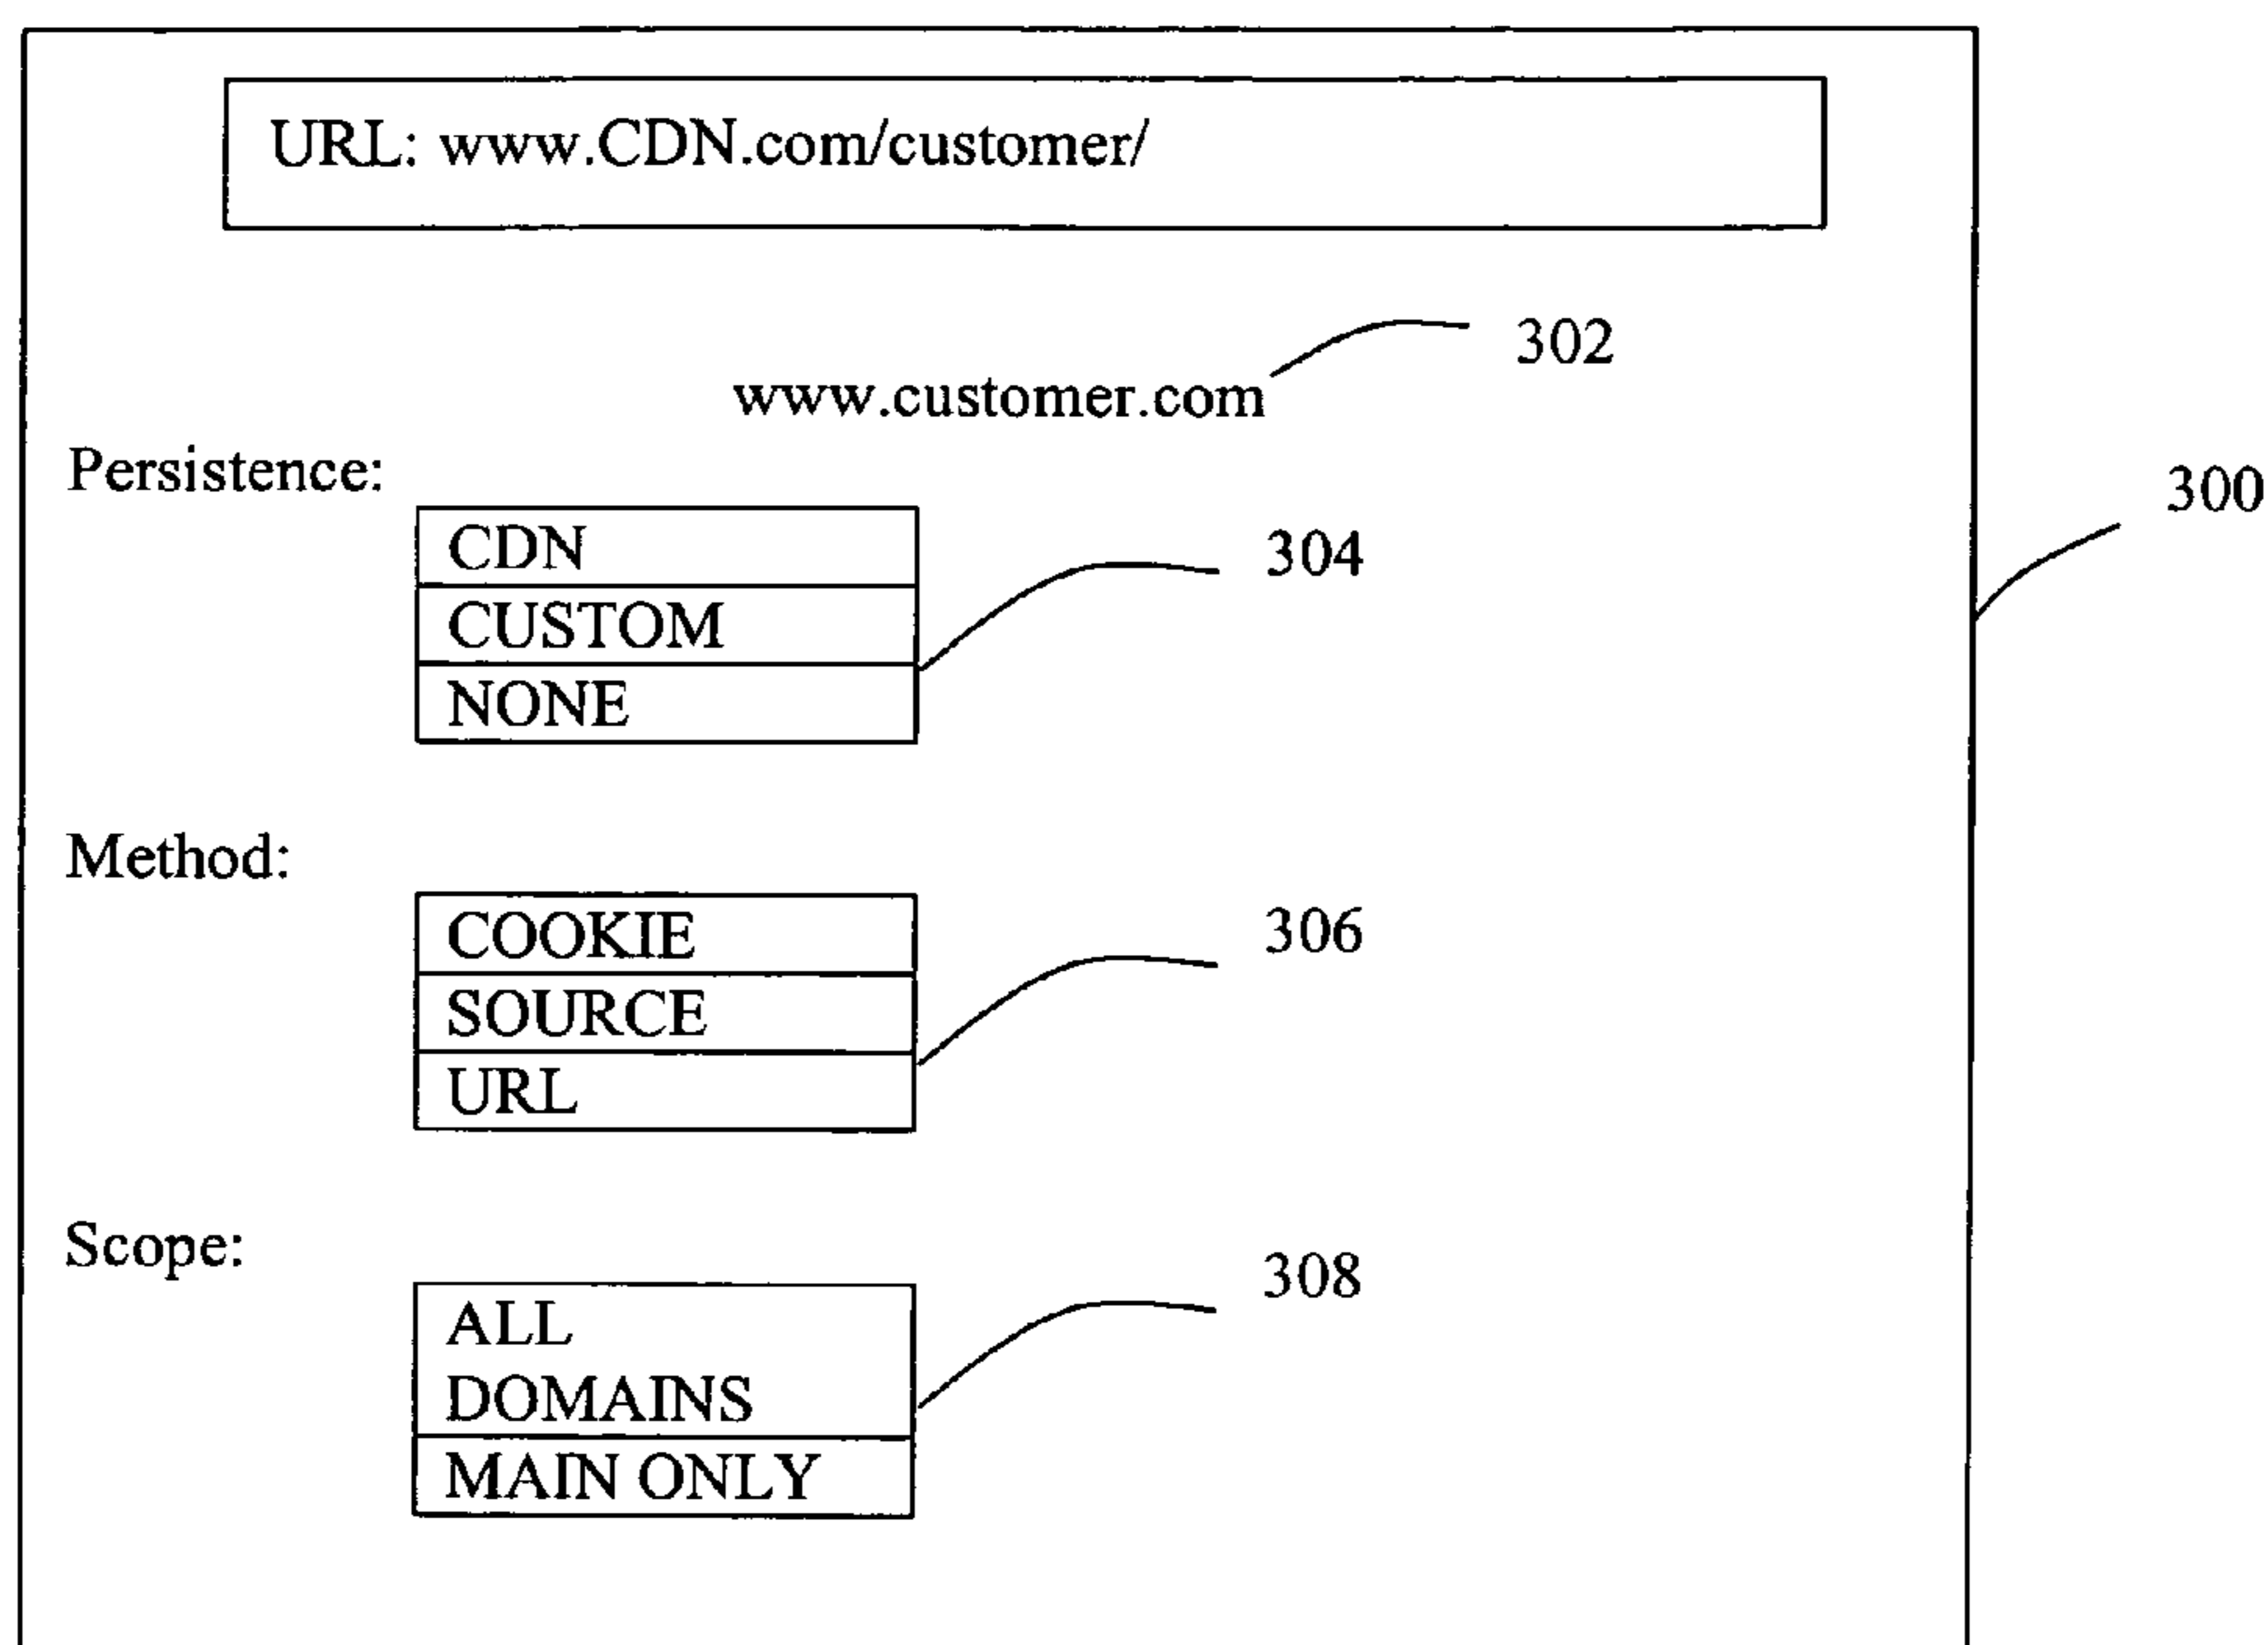 URL: www.CDN.com/customer/
302
www.customer.com
Persistence:
300
CDN
304
CUSTOM
NONE
Method:
COOKIE
306
SOURCE
URL
Scope:
308
ALL
DOMAINS
MAIN ONLY